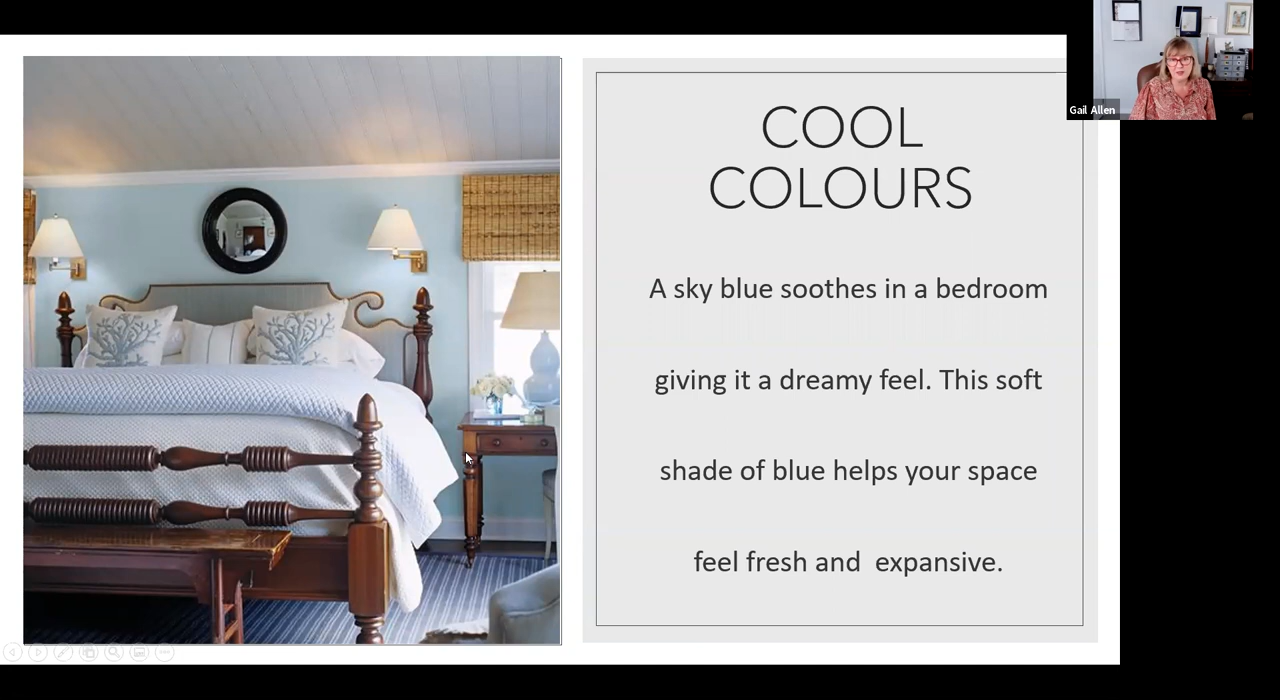 COOL
COLOURS
A sky blue soothes in a bedroom
giving it a dreamy feel. This soft
shade of blue helps your space
feel fresh and  expansive.
Gail Allen